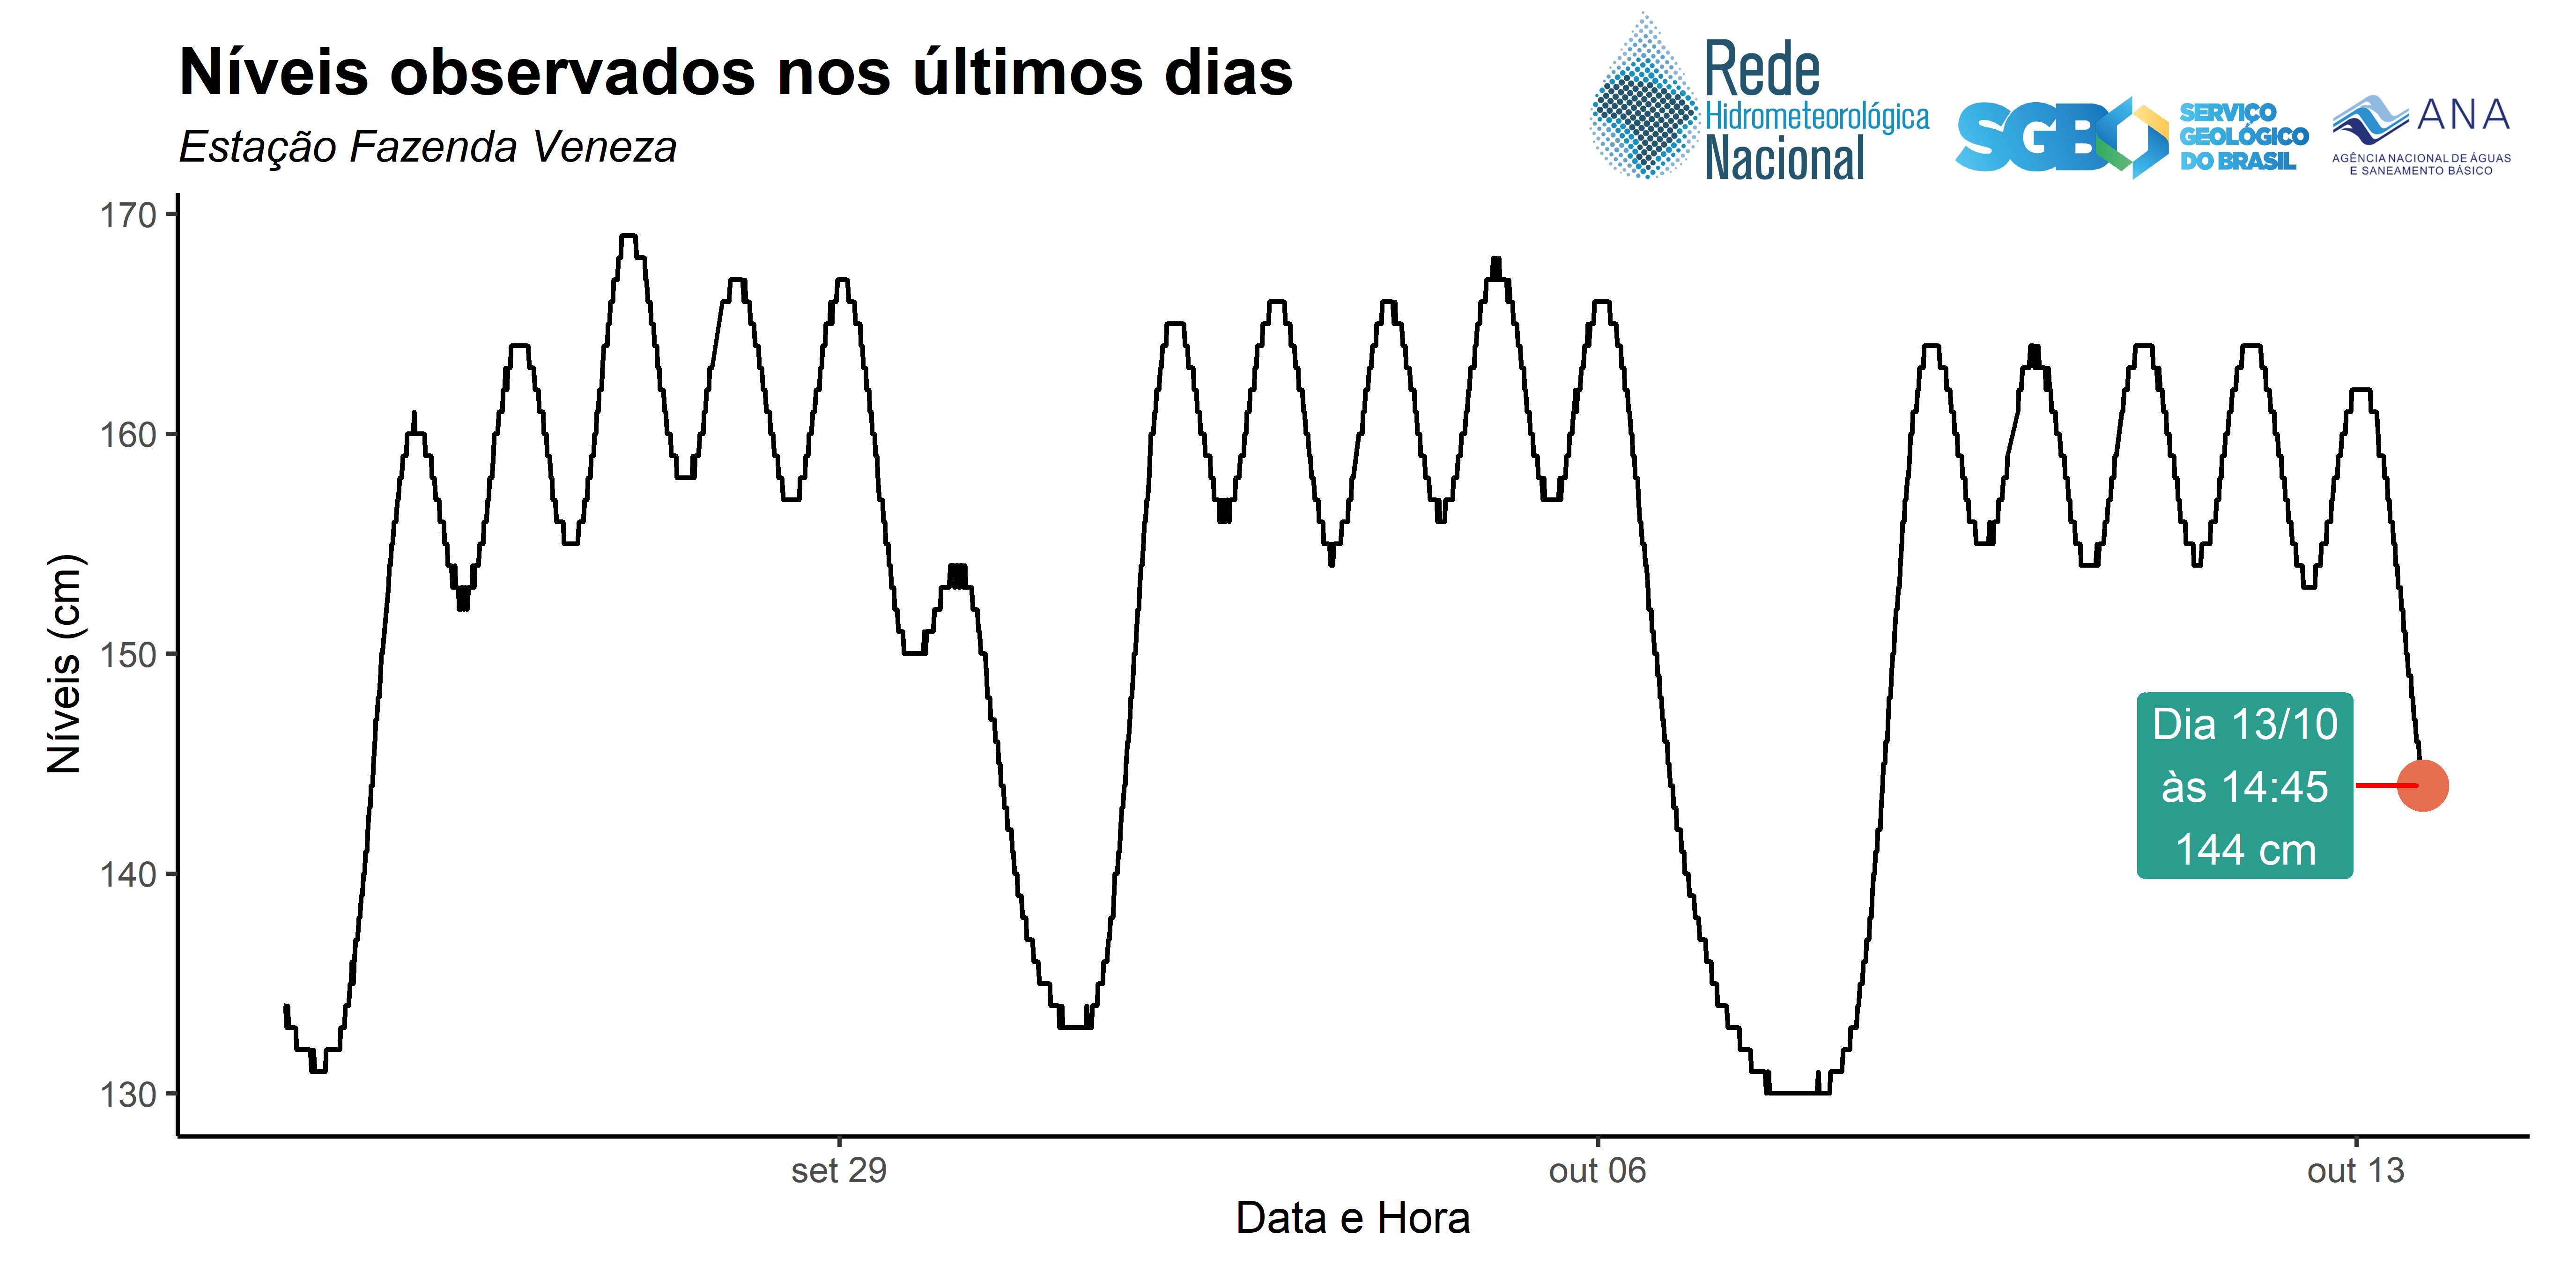 Níveis observados nos últimos dias
Estação Fazenda Veneza
Rede
Hidrometeorológica
Nacional
SGB
SERVIÇO
GEOLÓGICO
DO BRASIL
ANA
AGÊNCIA NACIONAL DE ÁGUAS
E SANEAMENTO BÁSICO
Níveis (cm)
170
160
150
140
130
Dia 13/10
às 14:45
144 cm
set 29
out 06
out 13
Data e Hora